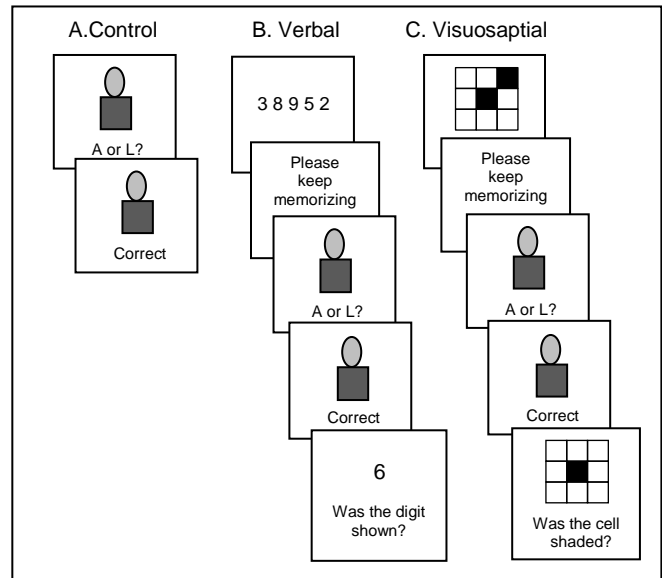 A.Control
A or L?
Correct
B. Verbal
3 8 9 5 2
Please
keep
memorizing
A or L?
Correct
6
Was the digit
shown?
C. Visuosaptial
Please
keep
memorizing
A or L?
Correct
Was the cell
shaded?